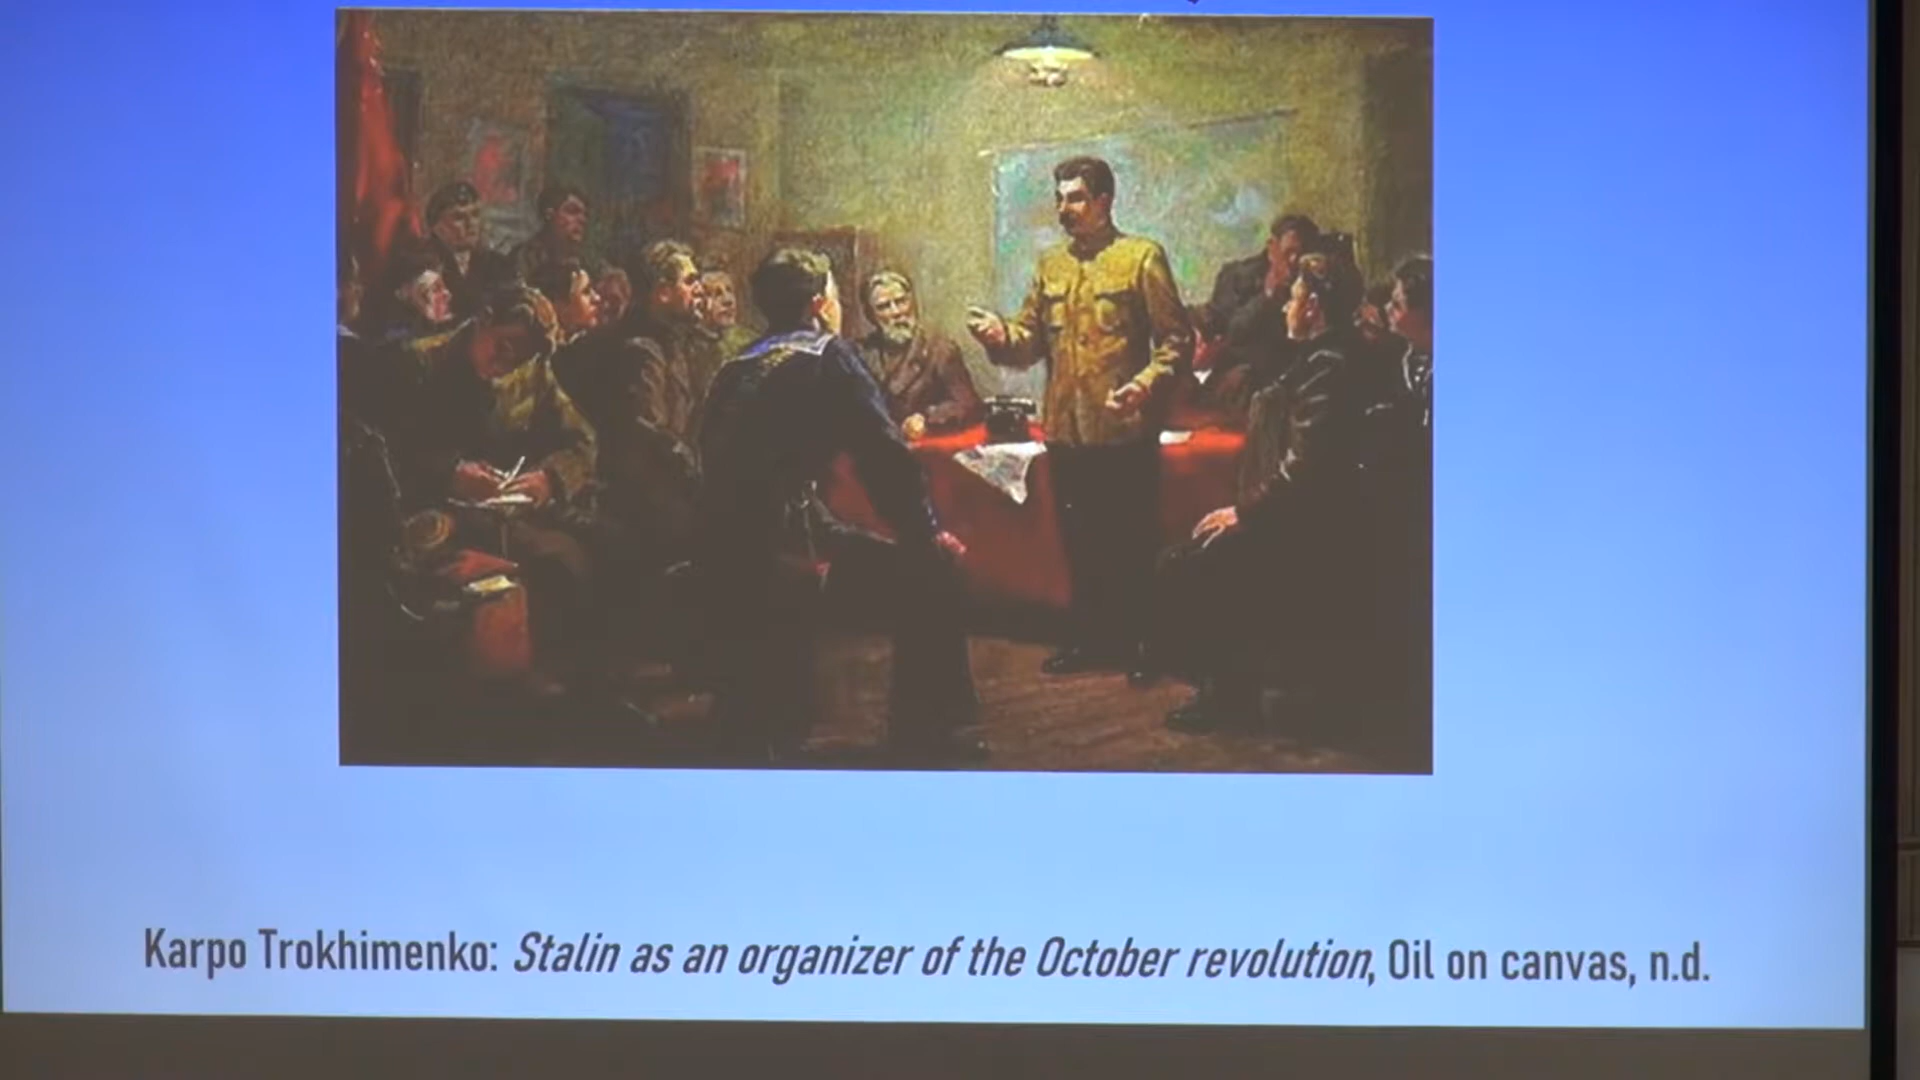 Karpo Trokhimenko: Stalin as an organizer of the October revolution, Oil on canvas, n.d.